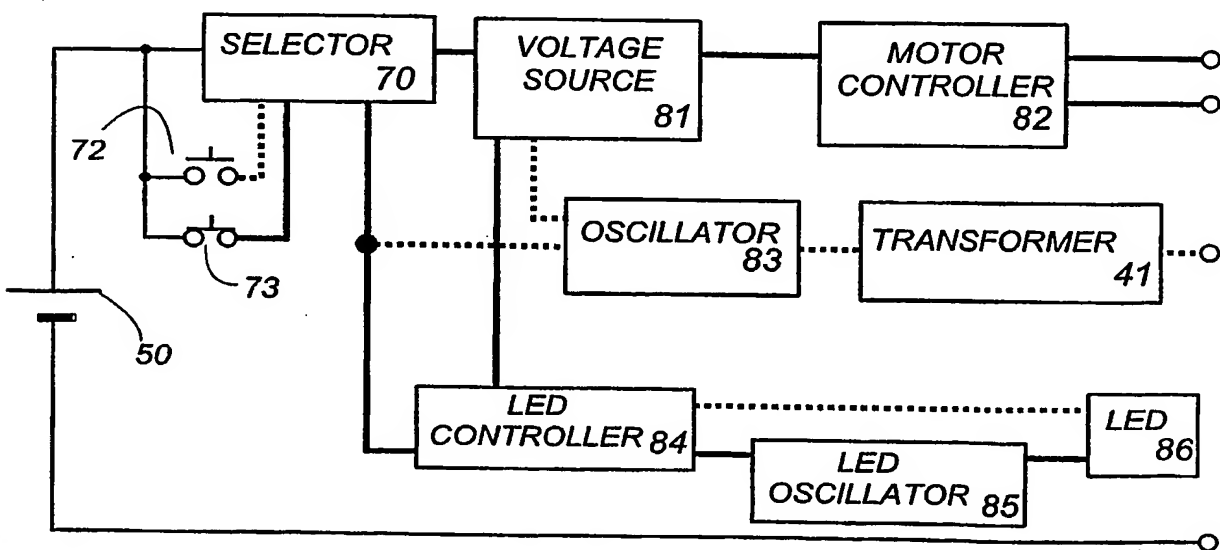 SELECTOR
70
VOLTAGE
SOURCE
81
MOTOR
CONTROLLER
82
72
73
OSCILLATOR
83
TRANSFORMER
41
50
LED
CONTROLLER 84
LED
86
LED
OSCILLATOR 85